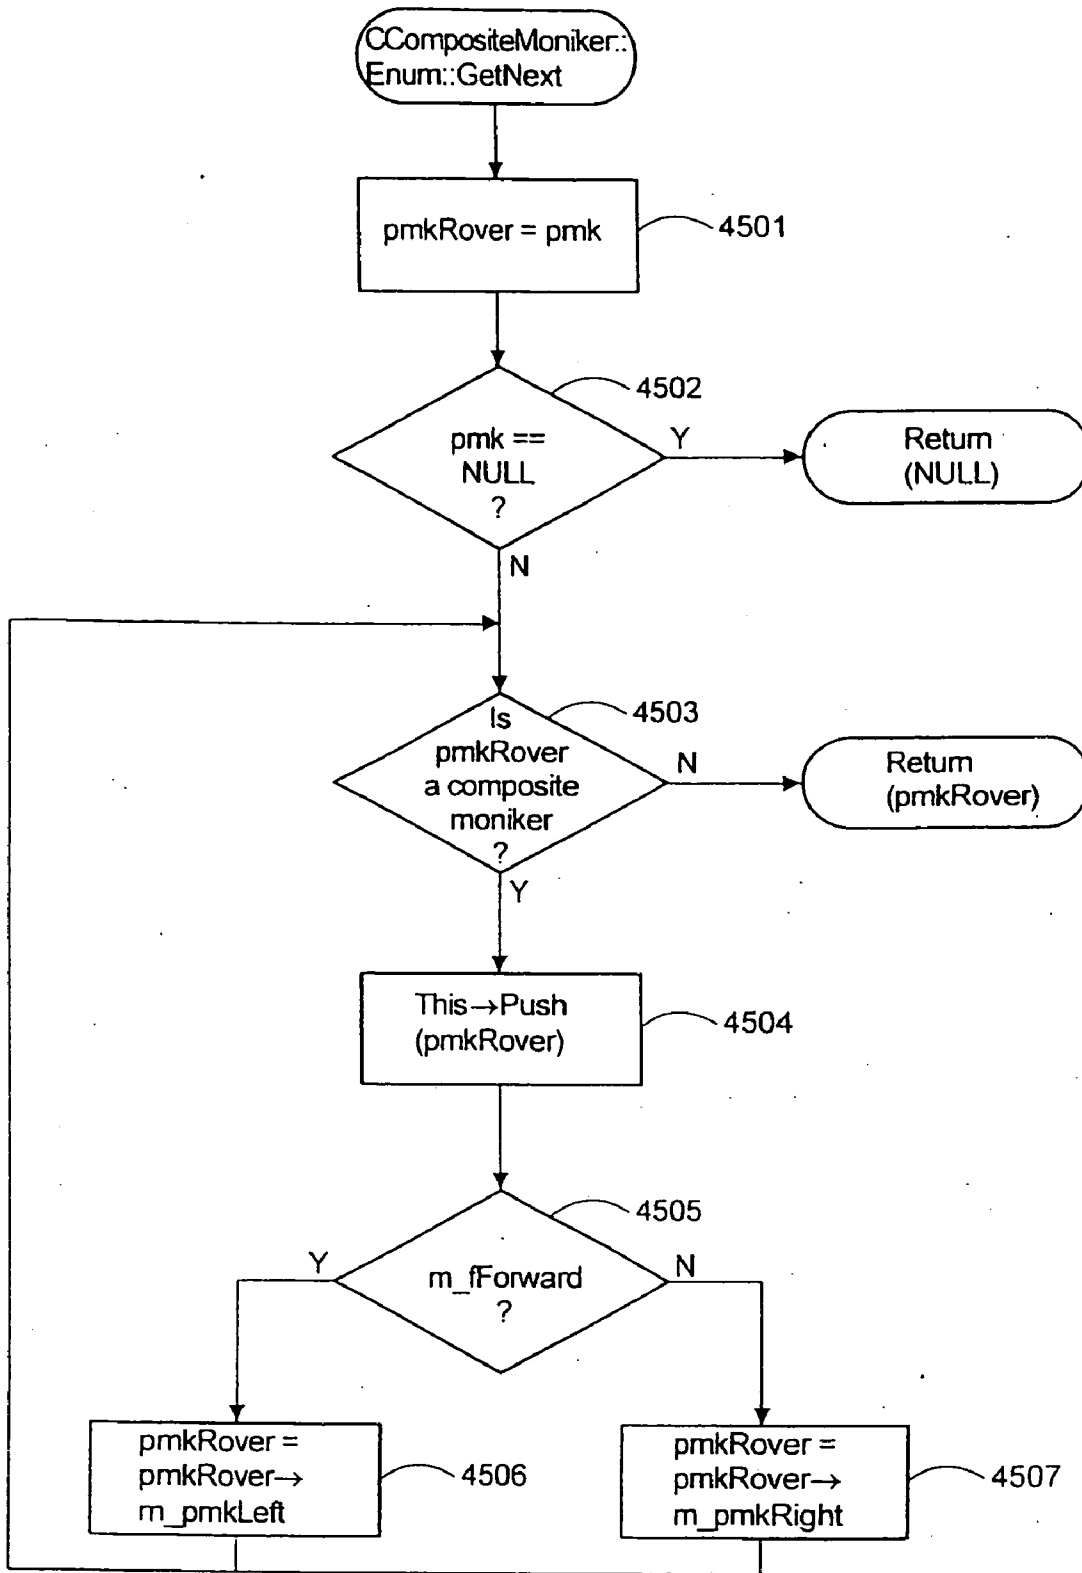 CCompositeMoniker::
Enum::GetNext
pmkRover = pmk
4501
4502
pmk ==
NULL
?
Y
Return
(NULL)
N
4503
Is
pmkRover
a composite
moniker
?
N
Return
(pmkRover)
Y
This→Push
(pmkRover)
4504
4505
Y
m_fForward
?
N
pmkRover =
pmkRover→
m_pmkLeft
4506
pmkRover =
pmkRover→
m_pmkRight
4507